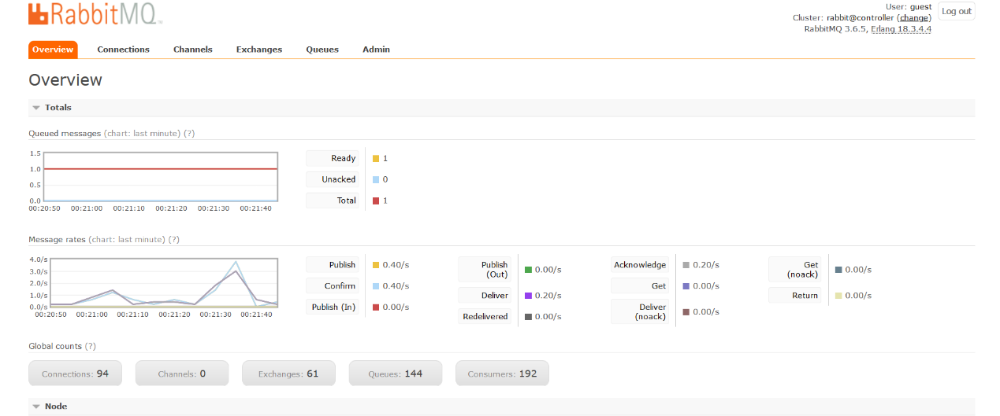 RabbitMQ
User: guest
Log out
Cluster: rabbit@controller (change)
RabbitMQ 3.6.5, Erlang 18.3.4.4
Overview Connections Channels Exchanges Queues Admin
Overview
Totals
Queued messages (chart: last minute) (?)
1.5
1.0
0.5
0.0
00:20:50 00:21:00 00:21:10 00:21:20 00:21:30 00:21:40
Ready 1
Unacked 0
Total 1
Message rates (chart: last minute) (?)
4.0/s
3.0/s
2.0/s
1.0/s
0.0/s
00:20:50 00:21:00 00:21:10 00:21:20 00:21:30 00:21:40
Publish 0.40/s
Confirm 0.40/s
Publish (In) 0.00/s
Publish
(Out) 0.00/s
Deliver 0.20/s
Redelivered 0.00/s
Acknowledge 0.20/s
Get 0.00/s
Deliver
(noack) 0.00/s
Get
(noack) 0.00/s
Return 0.00/s
Global counts (?)
Connections: 94 Channels: 0 Exchanges: 61 Queues: 144 Consumers: 192
Node